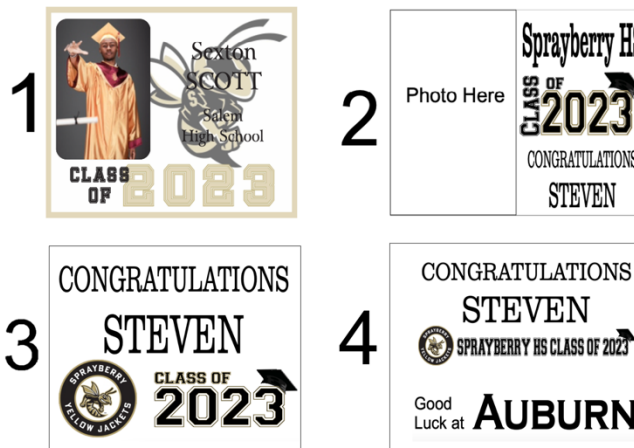 1
Sexton
SCOTT
Salem
High School
CLASS
OF
2023
2
Photo Here
Sprayberry HS
CLASS OF
2023
CONGRATULATIONS
STEVEN
3
CONGRATULATIONS
STEVEN
SPRAYBERRY
YELLOW JACKETS
CLASS OF
2023
4
CONGRATULATIONS
STEVEN
SPRAYBERRY
YELLOW JACKETS
SPRAYBERRY HS CLASS OF 2023
Good
Luck at
AUBURN